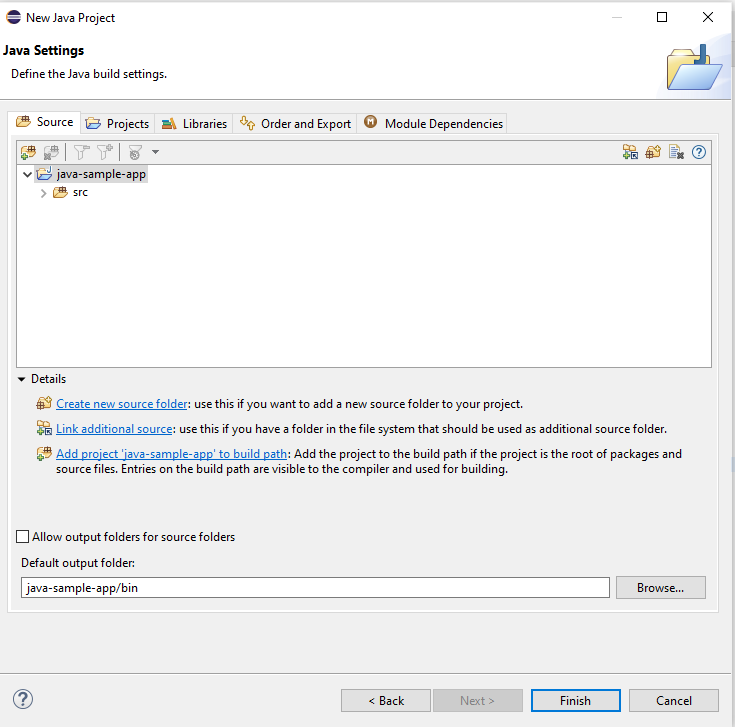 New Java Project
Java Settings
Define the Java build settings.
Source Projects Libraries Order and Export Module Dependencies
java-sample-app
src
Details
Create new source folder: use this if you want to add a new source folder to your project.
Link additional source: use this if you have a folder in the file system that should be used as additional source folder.
Add project 'java-sample-app' to build path: Add the project to the build path if the project is the root of packages and
source files. Entries on the build path are visible to the compiler and used for building.
Allow output folders for source folders
Default output folder:
java-sample-app/bin Browse...
< Back Next > Finish Cancel